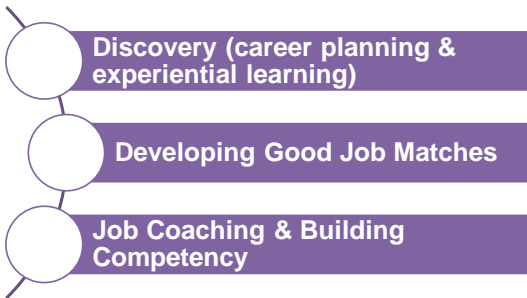 Discovery (career planning &
experiential learning)
Developing Good Job Matches
Job Coaching & Building
Competency